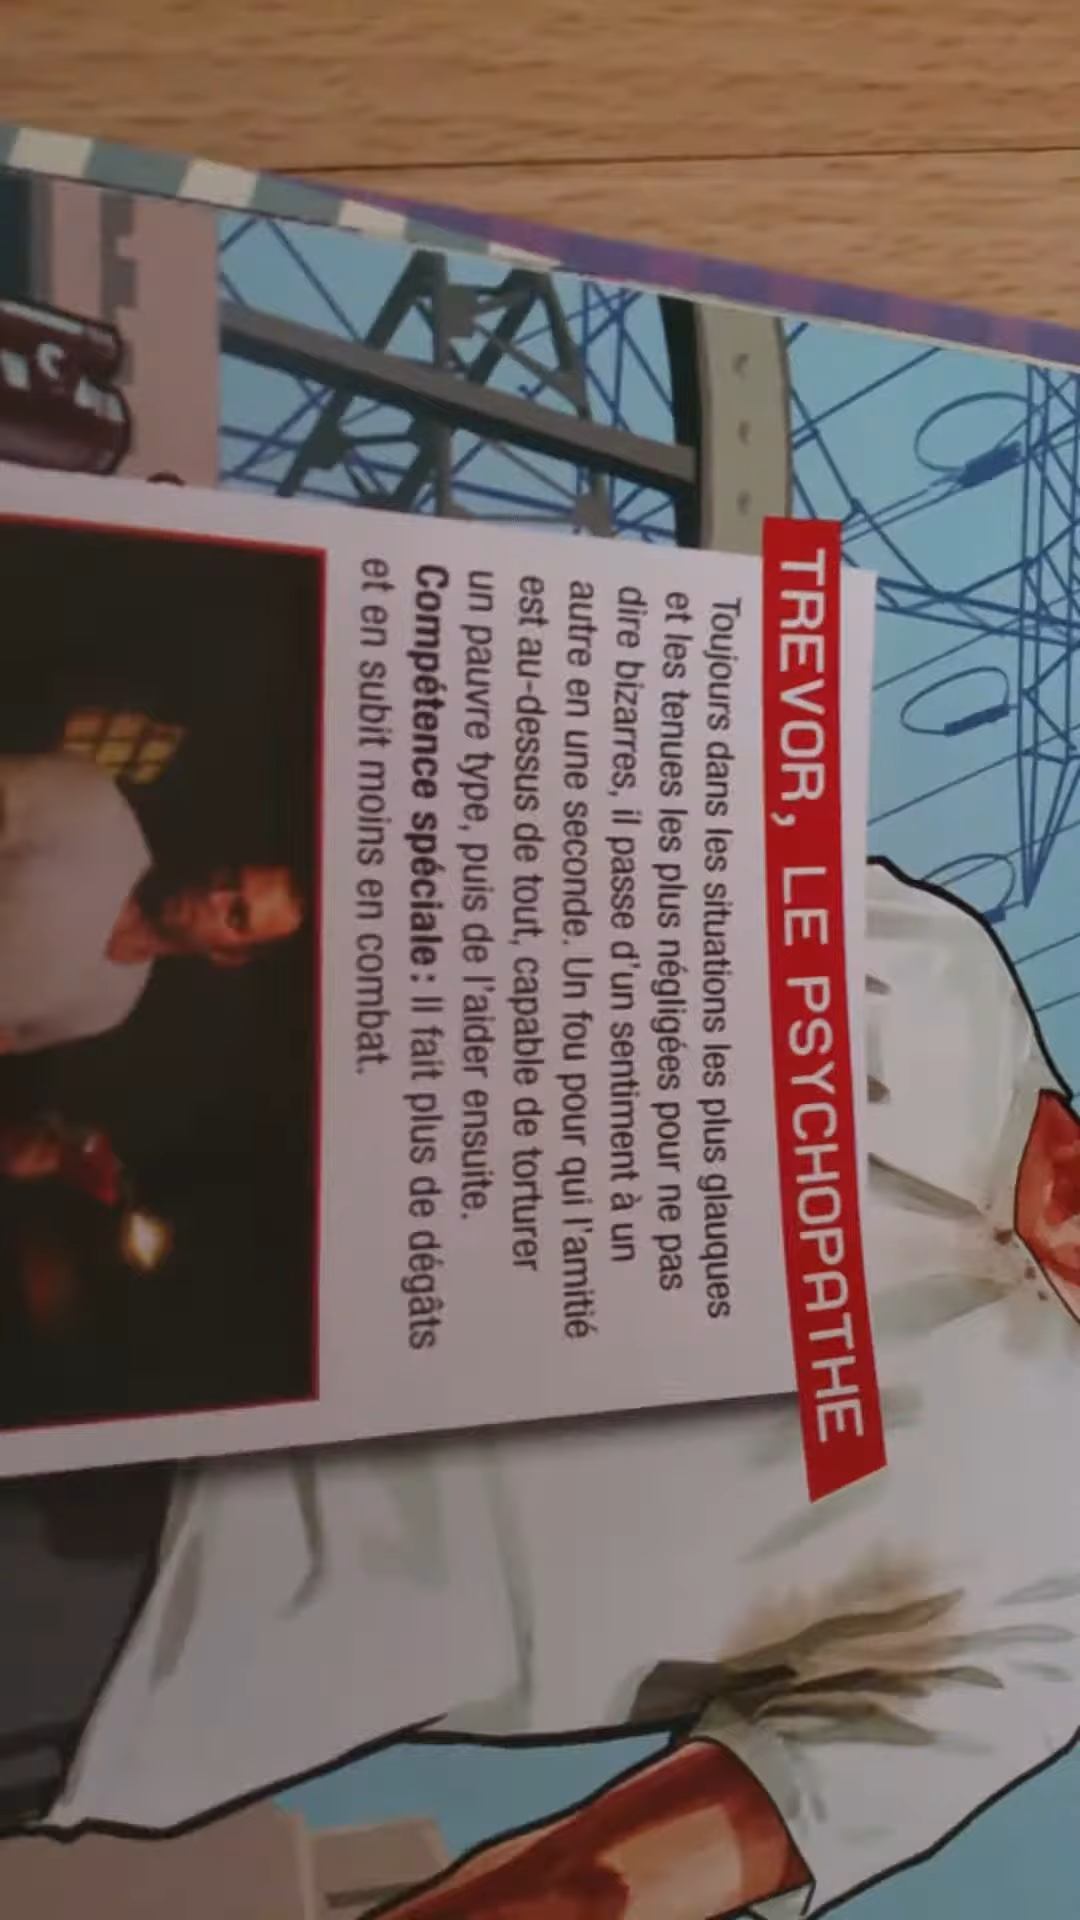 TREVOR, LE PSYCHOPATHE
Toujours dans les situations les plus glauques
et les tenues les plus négligées pour ne pas
dire bizarres, il passe d'un sentiment à un
autre en une seconde. Un fou pour qui l'amitié
est au-dessus de tout, capable de torturer
un pauvre type, puis de l'aider ensuite.
Compétence spéciale : Il fait plus de dégâts
et en subit moins en combat.